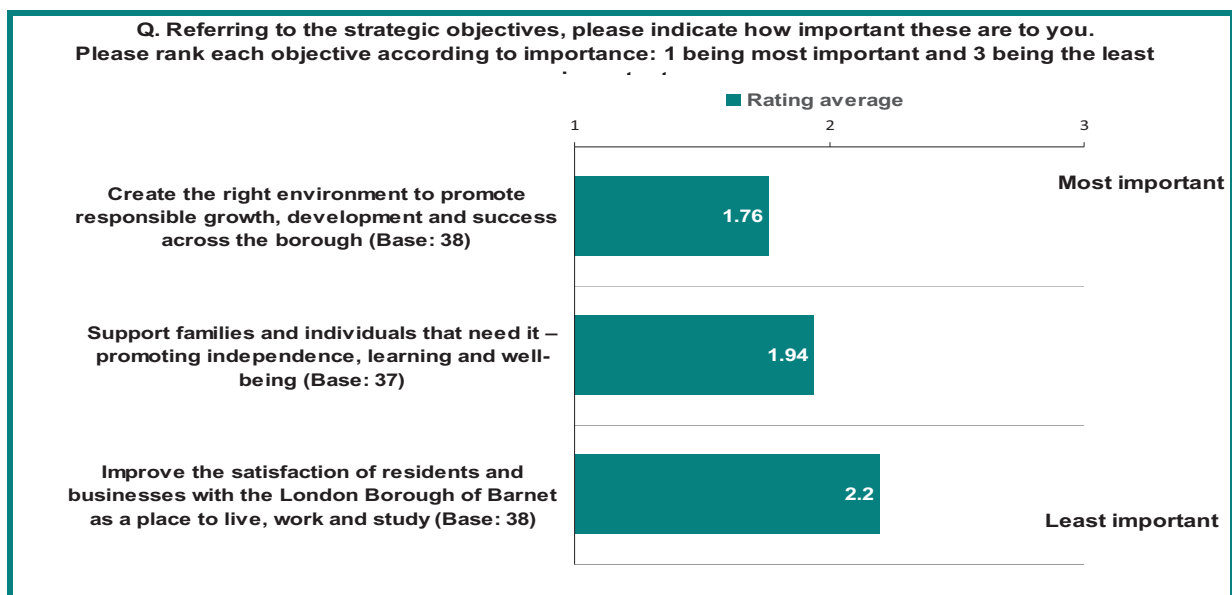 Q. Referring to the strategic objectives, please indicate how important these are to you.
Please rank each objective according to importance: 1 being most important and 3 being the least
Rating average
1 2 3
Create the right environment to promote
responsible growth, development and success
across the borough (Base: 38)
1.76
Most important
Support families and individuals that need it –
promoting independence, learning and well-
being (Base: 37)
1.94
Improve the satisfaction of residents and
businesses with the London Borough of Barnet
as a place to live, work and study (Base: 38)
2.2
Least important